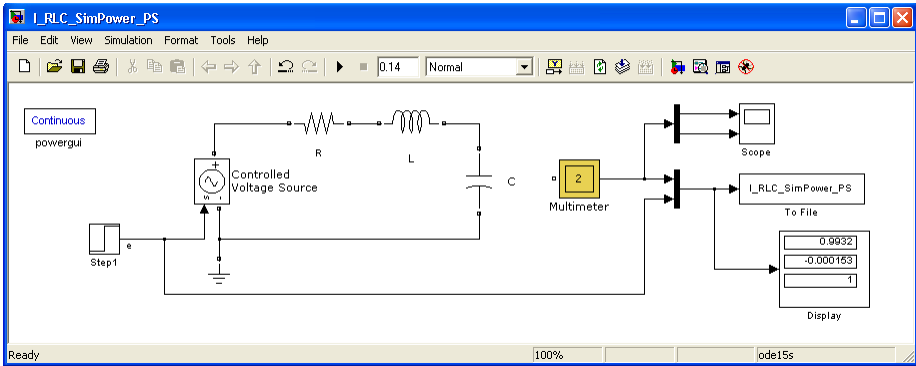 I_RLC_SimPower_PS
File Edit View Simulation Format Tools Help
0.14 Normal
Continuous
powergui
R
L
C
+
s
-
Controlled
Voltage Source
e
Step1
2
Multimeter
Scope
I_RLC_SimPower_PS
To File
0.9932
-0.000153
1
Display
Ready 100% ode15s